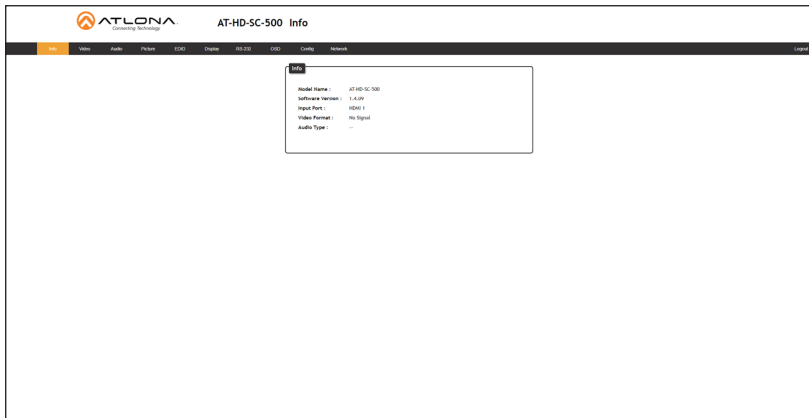 ATLONA.
Connecting Technology
AT-HD-SC-500 Info
Info Video Audio Picture EDID Display RS-232 OSD Config Network Logout
Info
Model Name : AT-HD-SC-500
Software Version : 1.4.09
Input Port : HDMI 1
Video Format : No Signal
Audio Type : --